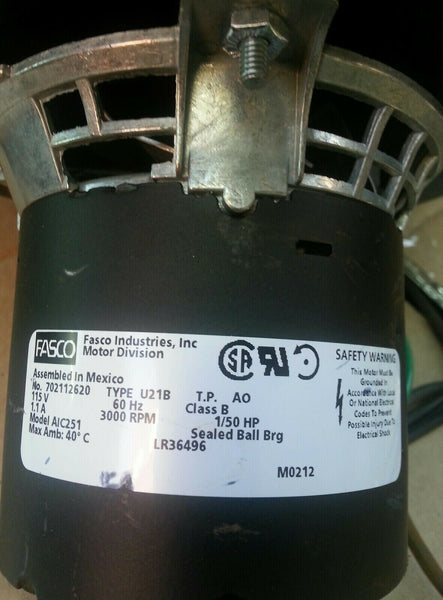 FASCO
Fasco Industries, Inc
Motor Division
Assembled In Mexico
No. 702112620 TYPE U21B T.P. AO
115 V 60 Hz Class B
1.1 A 3000 RPM 1/50 HP
Model AIC251 Sealed Ball Brg
Max Amb: 40° C LR36496
M0212
SA
SAFETY WARNING
This Motor Must Be
Grounded In
Accordance With Local
Or National Electrical
Codes To Prevent
Possible Injury Due To
Electrical Shock